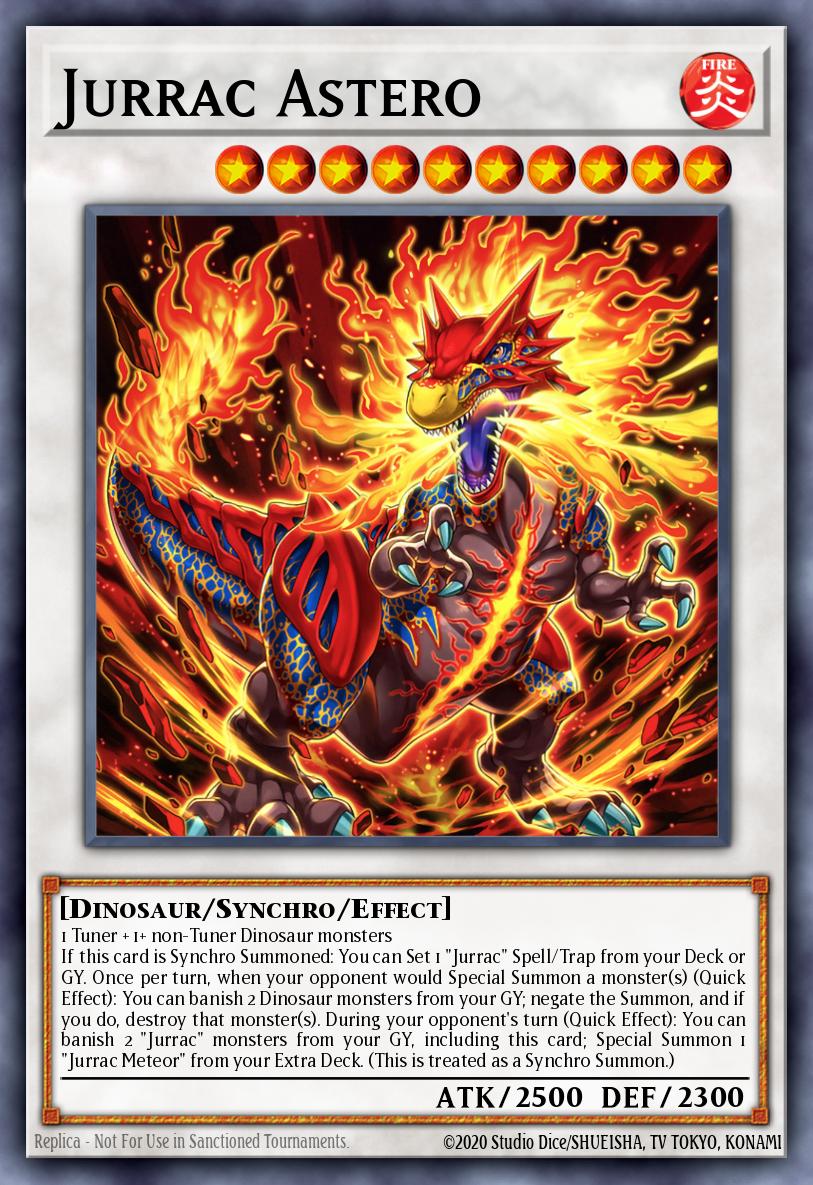 Jurrac Astero
FIRE
炎
[Dinosaur/Synchro/Effect]
1 Tuner + 1+ non-Tuner Dinosaur monsters
If this card is Synchro Summoned: You can Set 1 "Jurrac" Spell/Trap from your Deck or
GY. Once per turn, when your opponent would Special Summon a monster(s) (Quick
Effect): You can banish 2 Dinosaur monsters from your GY; negate the Summon, and if
you do, destroy that monster(s). During your opponent's turn (Quick Effect): You can
banish 2 "Jurrac" monsters from your GY, including this card; Special Summon 1
"Jurrac Meteor" from your Extra Deck. (This is treated as a Synchro Summon.)
ATK/2500 DEF/2300
Replica - Not For Use in Sanctioned Tournaments.
©2020 Studio Dice/SHUEISHA, TV TOKYO, KONAMI